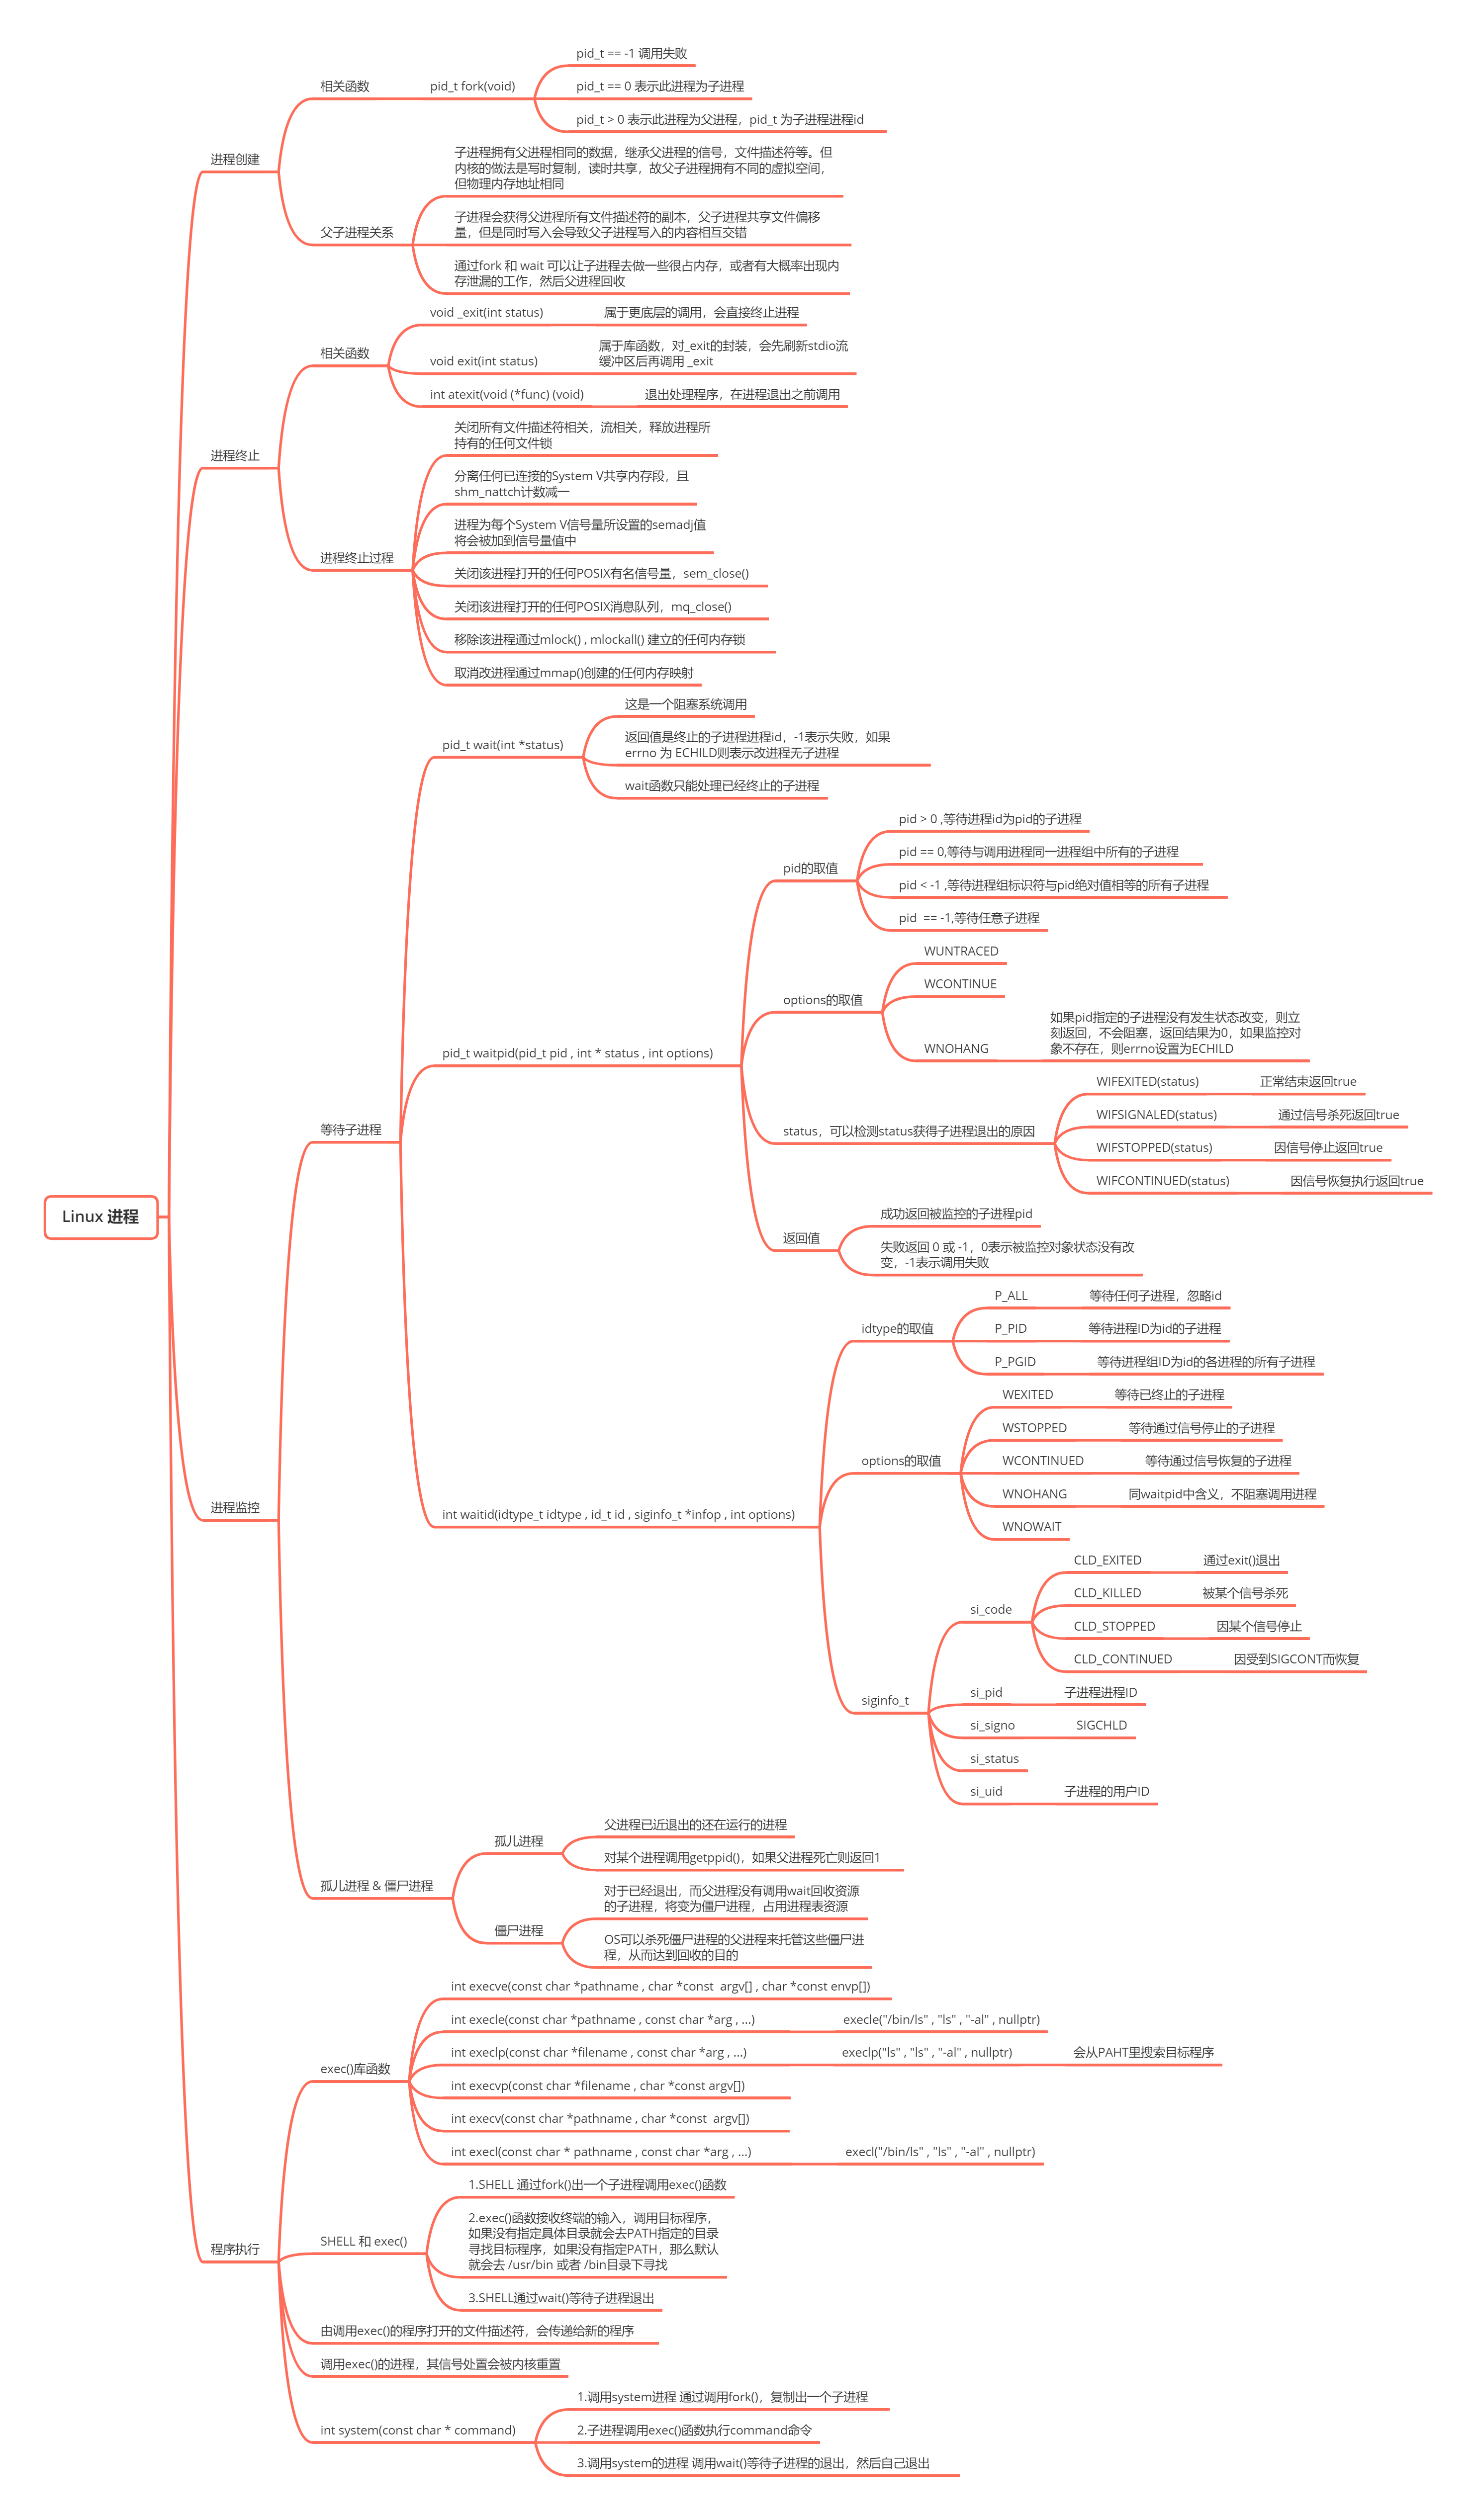 Linux 进程
进程创建
相关函数
pid_t fork(void)
pid_t == -1 调用失败
pid_t == 0 表示此进程为子进程
pid_t > 0 表示此进程为父进程，pid_t 为子进程进程id
父子进程关系
子进程拥有父进程相同的数据，继承父进程的信号，文件描述符等。但
内核的做法是写时复制，读时共享，故父子进程拥有不同的虚拟空间，
但物理内存地址相同
子进程会获得父进程所有文件描述符的副本，父子进程共享文件偏移
量，但是同时写入会导致父子进程写入的内容相互交错
通过fork 和 wait 可以让子进程去做一些很占内存，或者有大概率出现内
存泄漏的工作，然后父进程回收
进程终止
相关函数
void _exit(int status)
属于更底层的调用，会直接终止进程
void exit(int status)
属于库函数，对_exit的封装，会先刷新stdio流
缓冲区后再调用 _exit
int atexit(void (*func) (void)
退出处理程序，在进程退出之前调用
进程终止过程
关闭所有文件描述符相关，流相关，释放进程所
持有的任何文件锁
分离任何已连接的System V共享内存段，且
shm_nattch计数减一
进程为每个System V信号量所设置的semadj值
将会被加到信号量值中
关闭该进程打开的任何POSIX有名信号量，sem_close()
关闭该进程打开的任何POSIX消息队列，mq_close()
移除该进程通过mlock() , mlockall() 建立的任何内存锁
取消改进程通过mmap()创建的任何内存映射
进程监控
等待子进程
pid_t wait(int *status)
这是一个阻塞系统调用
返回值是终止的子进程进程id，-1表示失败，如果
errno 为 ECHILD则表示改进程无子进程
wait函数只能处理已经终止的子进程
pid_t waitpid(pid_t pid , int * status , int options)
pid的取值
pid > 0 ,等待进程id为pid的子进程
pid == 0,等待与调用进程同一进程组中所有的子进程
pid < -1 ,等待进程组标识符与pid绝对值相等的所有子进程
pid  == -1,等待任意子进程
options的取值
WUNTRACED
WCONTINUE
WNOHANG
如果pid指定的子进程没有发生状态改变，则立
刻返回，不会阻塞，返回结果为0，如果监控对
象不存在，则errno设置为ECHILD
status，可以检测status获得子进程退出的原因
WIFEXITED(status)
正常结束返回true
WIFSIGNALED(status)
通过信号杀死返回true
WIFSTOPPED(status)
因信号停止返回true
WIFCONTINUED(status)
因信号恢复执行返回true
返回值
成功返回被监控的子进程pid
失败返回 0 或 -1，0表示被监控对象状态没有改
变，-1表示调用失败
int waitid(idtype_t idtype , id_t id , siginfo_t *infop , int options)
idtype的取值
P_ALL
等待任何子进程，忽略id
P_PID
等待进程ID为id的子进程
P_PGID
等待进程组ID为id的各进程的所有子进程
options的取值
WEXITED
等待已终止的子进程
WSTOPPED
等待通过信号停止的子进程
WCONTINUED
等待通过信号恢复的子进程
WNOHANG
同waitpid中含义，不阻塞调用进程
WNOWAIT
siginfo_t
si_code
CLD_EXITED
通过exit()退出
CLD_KILLED
被某个信号杀死
CLD_STOPPED
因某个信号停止
CLD_CONTINUED
因受到SIGCONT而恢复
si_pid
子进程进程ID
si_signo
SIGCHLD
si_status
si_uid
子进程的用户ID
孤儿进程 & 僵尸进程
孤儿进程
父进程已近退出的还在运行的进程
对某个进程调用getppid()，如果父进程死亡则返回1
僵尸进程
对于已经退出，而父进程没有调用wait回收资源
的子进程，将变为僵尸进程，占用进程表资源
OS可以杀死僵尸进程的父进程来托管这些僵尸进
程，从而达到回收的目的
程序执行
exec()库函数
int execve(const char *pathname , char *const  argv[] , char *const envp[])
int execle(const char *pathname , const char *arg , ...)
execle("/bin/ls" , "ls" , "-al" , nullptr)
int execlp(const char *filename , const char *arg , ...)
execlp("ls" , "ls" , "-al" , nullptr)
会从PAHT里搜索目标程序
int execvp(const char *filename , char *const argv[])
int execv(const char *pathname , char *const  argv[])
int execl(const char * pathname , const char *arg , ...)
execl("/bin/ls" , "ls" , "-al" , nullptr)
SHELL 和 exec()
1.SHELL 通过fork()出一个子进程调用exec()函数
2.exec()函数接收终端的输入，调用目标程序，
如果没有指定具体目录就会去PATH指定的目录
寻找目标程序，如果没有指定PATH，那么默认
就会去 /usr/bin 或者 /bin目录下寻找
3.SHELL通过wait()等待子进程退出
由调用exec()的程序打开的文件描述符，会传递给新的程序
调用exec()的进程，其信号处置会被内核重置
int system(const char * command)
1.调用system进程 通过调用fork()，复制出一个子进程
2.子进程调用exec()函数执行command命令
3.调用system的进程 调用wait()等待子进程的退出，然后自己退出